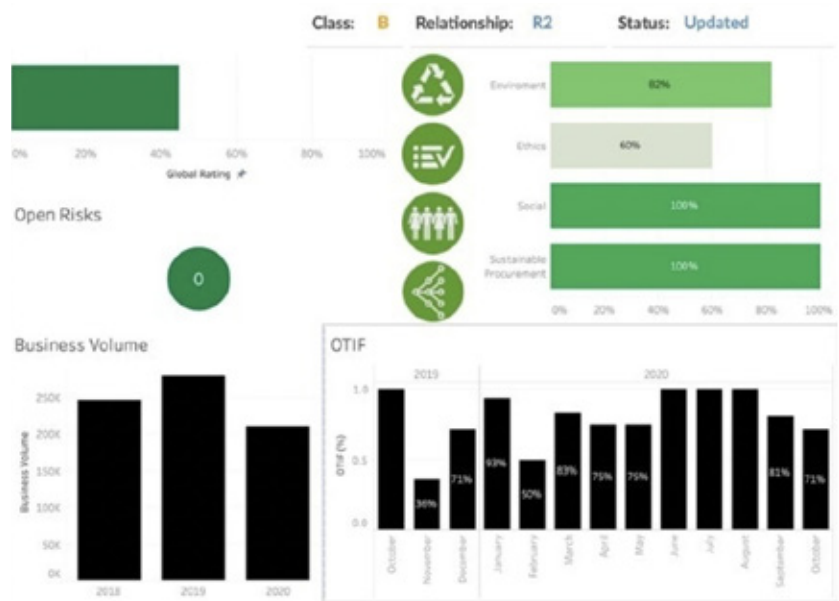 Class: B Relationship: R2 Status: Updated
0% 20% 40% 60% 80% 100%
Global Rating
Enviroment 82%
Ethics 60%
Social 100%
Sustainable
Procurement 100%
0% 20% 40% 60% 80% 100%
Open Risks
0
Business Volume
Business Volume
250K
200K
150K
100K
50K
0K
2018 2019 2020
OTIF
2019 2020
OTIF (%)
1.0
0.5
0.0
36% 71% 93% 50% 83% 75% 75% 81% 71%
October November December January February March April May June July August September October